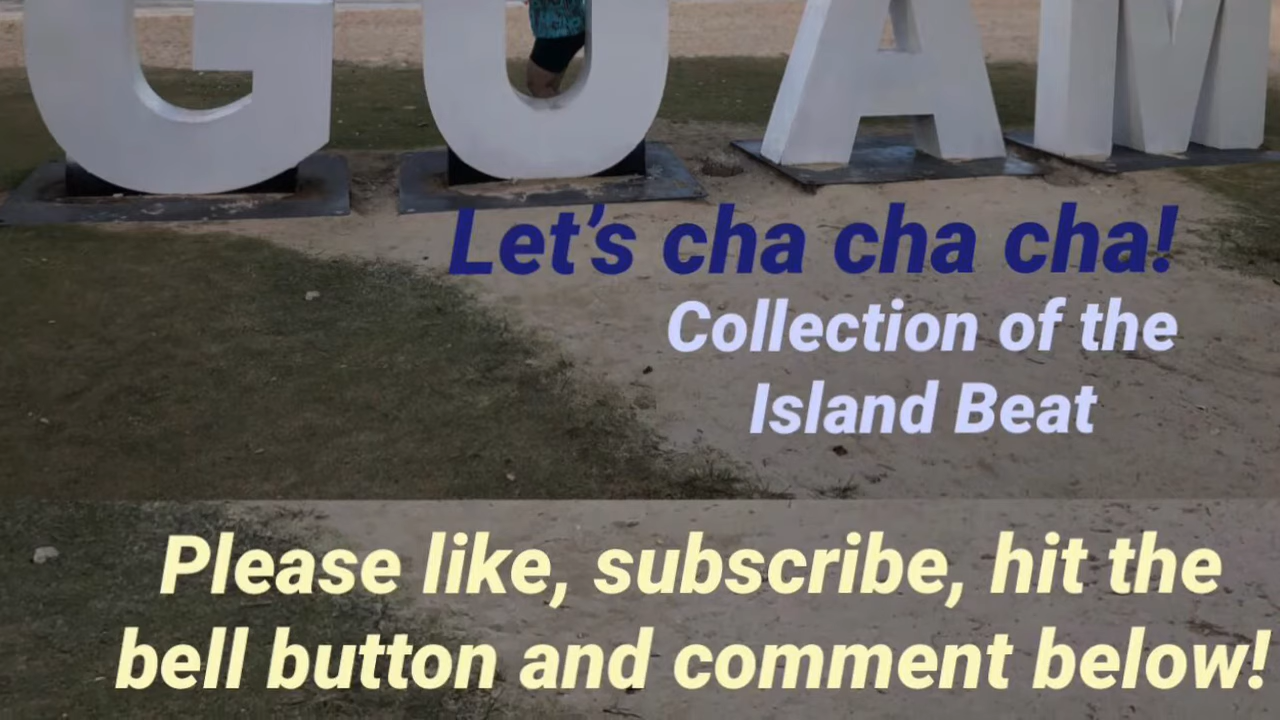 GUAM
Let's cha cha cha!
Collection of the
Island Beat
Please like, subscribe, hit the
bell button and comment below!